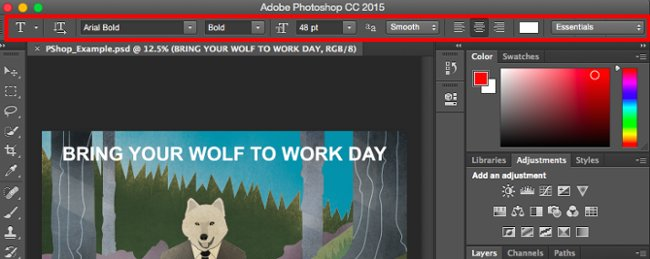 Adobe Photoshop CC 2015
T Arial Bold Bold 48 pt aa Smooth Essentials
× PShop_Example.psd @ 12.5% (BRING YOUR WOLF TO WORK DAY, RGB/8)
Color Swatches
BRING YOUR WOLF TO WORK DAY
Libraries Adjustments Styles
Add an adjustment
Layers Channels Paths